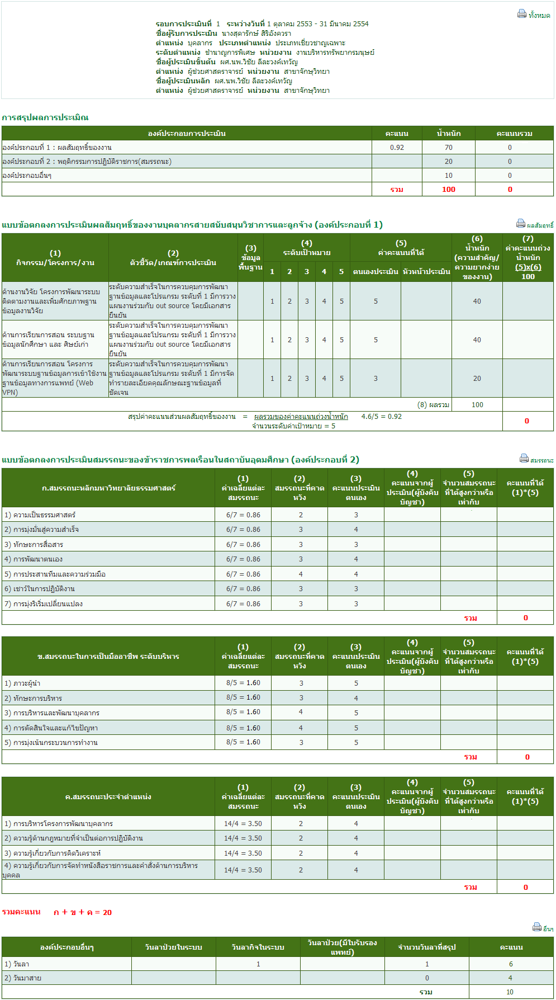 ทั้งหมด
รอบการประเมินที่ 1 ระหว่างวันที่ 1 ตุลาคม 2553 - 31 มีนาคม 2554
ชื่อผู้รับการประเมิน นางสุดารักษ์ สิริอังควรา
ตำแหน่ง บุคลากร ประเภทตำแหน่ง ประเภทเชี่ยวชาญเฉพาะ
ระดับตำแหน่ง ชำนาญการพิเศษ หน่วยงาน งานบริหารทรัพยากรมนุษย์
ชื่อผู้ประเมินขั้นต้น ผศ.นพ.วิชัย ลีละวงค์เทวัญ
ตำแหน่ง ผู้ช่วยศาสตราจารย์ หน่วยงาน สาขาจักษุวิทยา
ชื่อผู้ประเมินหลัก ผศ.นพ.วิชัย ลีละวงค์เทวัญ
ตำแหน่ง ผู้ช่วยศาสตราจารย์ หน่วยงาน สาขาจักษุวิทยา
การสรุปผลการประเมิณ
องค์ประกอบการประเมิน คะแนน น้ำหนัก คะแนนรวม
องค์ประกอบที่ 1 : ผลสัมฤทธิ์ของงาน 0.92 70 0
องค์ประกอบที่ 2 : พฤติกรรมการปฏิบัติราชการ(สมรรถนะ) 20 0
องค์ประกอบอื่นๆ 10 0
รวม 100 0
แบบข้อตกลงการประเมินผลสัมฤทธิ์ของงานบุคลากรสายสนับสนุนวิชาการและลูกจ้าง (องค์ประกอบที่ 1) ผลสัมฤทธิ์
(1) กิจกรรม/โครงการ/งาน (2) ตัวชี้วัด/เกณฑ์การประเมิน (3) ข้อมูลพื้นฐาน (4) ระดับเป้าหมาย (5) ค่าคะแนนที่ได้ (6) น้ำหนัก (ความสำคัญ/ความยากง่ายของงาน) (7) ค่าคะแนนถ่วงน้ำหนัก (5)x(6) 100
1 2 3 4 5 ตนเองประเมิน หัวหน้าประเมิน
ด้านงานวิจัย โครงการพัฒนาระบบ
ติดตามงานและเพิ่มศักยภาพฐาน
ข้อมูลงานวิจัย
ระดับความสำเร็จในการควบคุมการพัฒนา
ฐานข้อมูลและโปรแกรม ระดับที่ 1 มีการวาง
แผนงานร่วมกับ out source โดยมีเอกสาร
ยืนยัน
1 2 3 4 5 5 40
ด้านการเรียนการสอน ระบบฐาน
ข้อมูลนักศึกษา และ ศิษย์เก่า
ระดับความสำเร็จในการควบคุมการพัฒนา
ฐานข้อมูลและโปรแกรม ระดับที่ 1 มีการวาง
แผนงานร่วมกับ out source โดยมีเอกสาร
ยืนยัน
1 2 3 4 5 5 40
ด้านการเรียนการสอน โครงการ
พัฒนาระบบฐานข้อมูลการเข้าใช้งาน
ฐานข้อมูลทางการแพทย์ (Web
VPN)
ระดับความสำเร็จในการควบคุมการพัฒนา
ฐานข้อมูลและโปรแกรม ระดับที่ 1 มีการจัด
ทำรายละเอียดคุณลักษณะฐานข้อมูลที่
ชัดเจน
1 2 3 4 5 3 20
(8) ผลรวม 100
สรุปค่าคะแนนส่วนผลสัมฤทธิ์ของงาน = ผลรวมของค่าคะแนนถ่วงน้ำหนัก 4.6/5 = 0.92 0
จำนวนระดับค่าเป้าหมาย = 5
แบบข้อตกลงการประเมินสมรรถนะของข้าราชการพลเรือนในสถาบันอุดมศึกษา (องค์ประกอบที่ 2) สมรรถนะ
ก.สมรรถนะหลักมหาวิทยาลัยธรรมศาสตร์ (1) ค่าเฉลี่ยแต่ละสมรรถนะ (2) สมรรถนะที่คาดหวัง (3) คะแนนประเมินตนเอง (4) คะแนนจากผู้ประเมิน(ผู้บังคับบัญชา) (5) จำนวนสมรรถนะที่ได้สูงกว่าหรือเท่ากับ คะแนนที่ได้ (1)*(5)
1) ความเป็นธรรมศาสตร์ 6/7 = 0.86 2 3
2) การมุ่งมั่นสู่ความสำเร็จ 6/7 = 0.86 3 4
3) ทักษะการสื่อสาร 6/7 = 0.86 3 3
4) การพัฒนาตนเอง 6/7 = 0.86 3 4
5) การประสานทีมและความร่วมมือ 6/7 = 0.86 4 4
6) เชาว์ในการปฏิบัติงาน 6/7 = 0.86 3 3
7) การมุ่งริเริ่มเปลี่ยนแปลง 6/7 = 0.86 3 3
รวม 0
ข.สมรรถนะในการเป็นมืออาชีพ ระดับบริหาร (1) ค่าเฉลี่ยแต่ละสมรรถนะ (2) สมรรถนะที่คาดหวัง (3) คะแนนประเมินตนเอง (4) คะแนนจากผู้ประเมิน(ผู้บังคับบัญชา) (5) จำนวนสมรรถนะที่ได้สูงกว่าหรือเท่ากับ คะแนนที่ได้ (1)*(5)
1) ภาวะผู้นำ 8/5 = 1.60 3 5
2) ทักษะการบริหาร 8/5 = 1.60 3 4
3) การบริหารและพัฒนาบุคลากร 8/5 = 1.60 4 5
4) การตัดสินใจและแก้ไขปัญหา 8/5 = 1.60 4 5
5) การมุ่งเน้นกระบวนการทำงาน 8/5 = 1.60 3 5
รวม 0
ค.สมรรถนะประจำตำแหน่ง (1) ค่าเฉลี่ยแต่ละสมรรถนะ (2) สมรรถนะที่คาดหวัง (3) คะแนนประเมินตนเอง (4) คะแนนจากผู้ประเมิน(ผู้บังคับบัญชา) (5) จำนวนสมรรถนะที่ได้สูงกว่าหรือเท่ากับ คะแนนที่ได้ (1)*(5)
1) การบริหารโครงการพัฒนาบุคลากร 14/4 = 3.50 2 4
2) ความรู้ด้านกฎหมายที่จำเป็นต่อการปฏิบัติงาน 14/4 = 3.50 2 4
3) ความรู้เกี่ยวกับการคิดวิเคราะห์ 14/4 = 3.50 2 4
4) ความรู้เกี่ยวกับการจัดทำหนังสือราชการและคำสั่งด้านการบริหาร
บุคคล 14/4 = 3.50 2 4
รวม 0
รวมคะแนน ก + ข + ค = 20
อื่นๆ
องค์ประกอบอื่นๆ วันลาป่วยในระบบ วันลากิจในระบบ วันลาป่วย(มีใบรับรองแพทย์) จำนวนวันลาที่สรุป คะแนน
1) วันลา 1 1 6
2) วันมาสาย 0 4
รวม 10